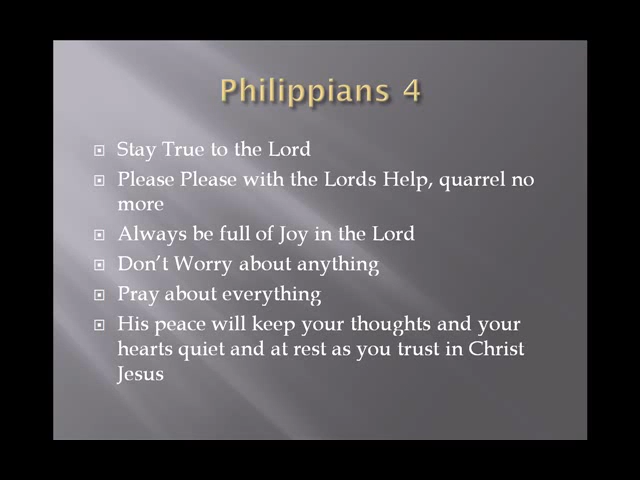 Philippians 4
Stay True to the Lord
Please Please with the Lords Help, quarrel no
more
Always be full of Joy in the Lord
Don't Worry about anything
Pray about everything
His peace will keep your thoughts and your
hearts quiet and at rest as you trust in Christ
Jesus